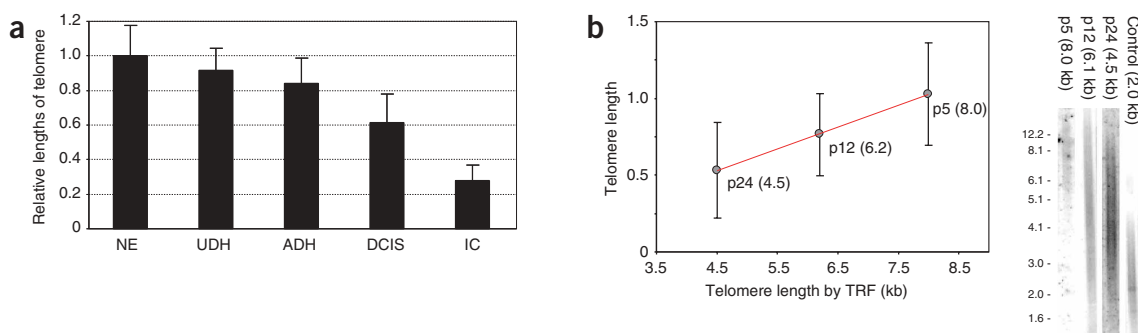 a
Relative lengths of telomere
1.2
1.0
0.8
0.6
0.4
0.2
0
NE UDH ADH DCIS IC
b
Telomere length
1.5
1.0
0.5
0
p24 (4.5)
p12 (6.2)
p5 (8.0)
3.5 4.5 5.5 6.5 7.5 8.5
Telomere length by TRF (kb)
p5 (8.0 kb)
p12 (6.1 kb)
p24 (4.5 kb)
Control (2.0 kb)
12.2 -
8.1 -
6.1 -
5.1 -
4.1 -
3.0 -
2.0 -
1.6 -